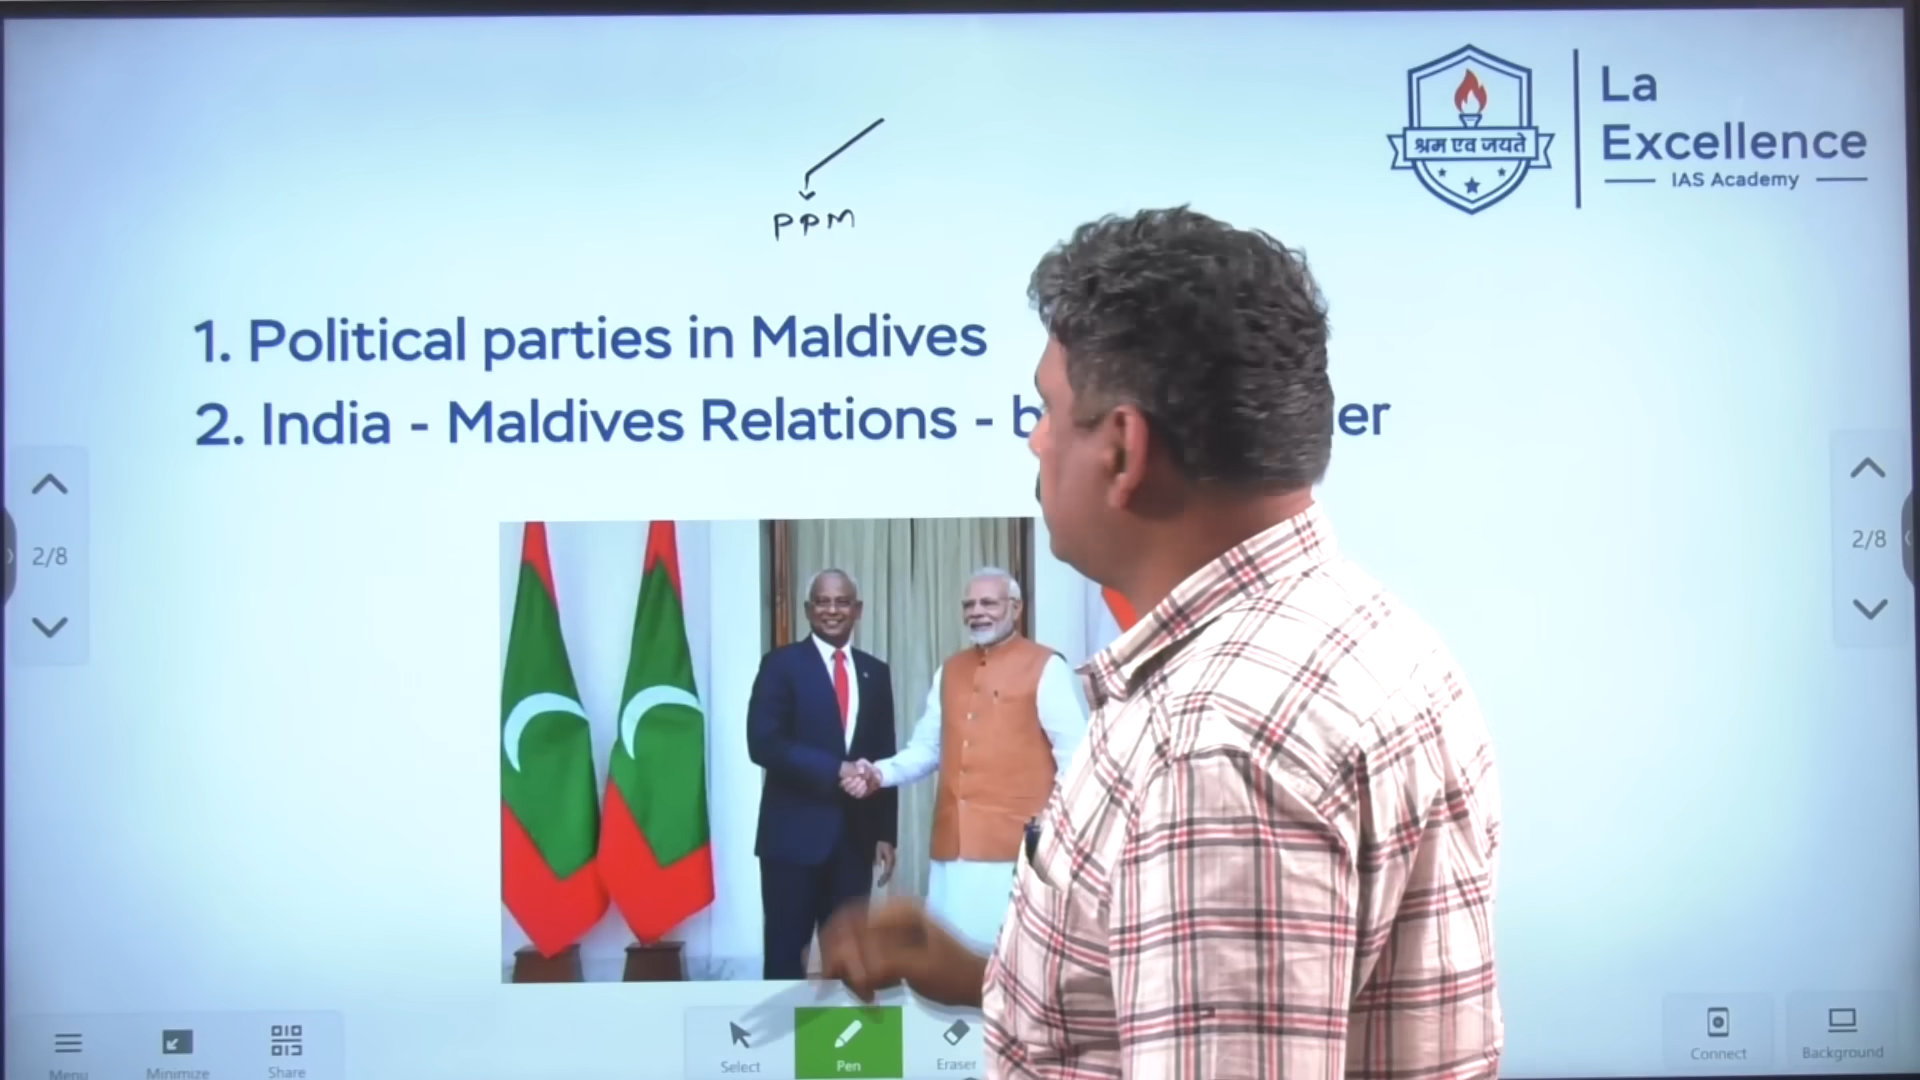 La
Excellence
IAS Academy
श्रम एव जयते
PPM
1. Political parties in Maldives
2. India - Maldives Relations -
2/8
2/8
Menu
Minimize
Share
Select
Pen
Eraser
Connect
Background